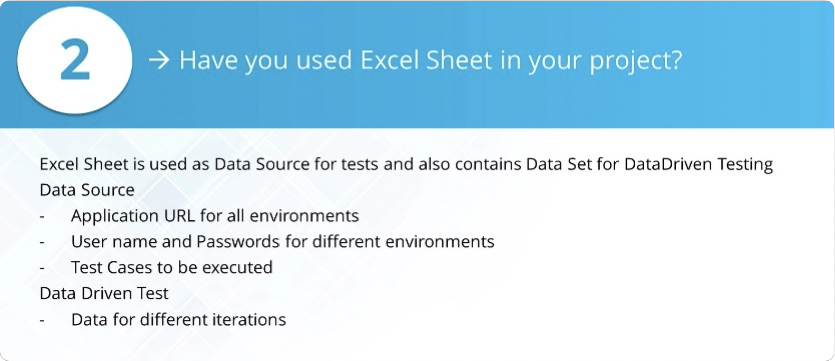 2
→ Have you used Excel Sheet in your project?
Excel Sheet is used as Data Source for tests and also contains Data Set for DataDriven Testing
Data Source
- Application URL for all environments
- User name and Passwords for different environments
- Test Cases to be executed
Data Driven Test
- Data for different iterations